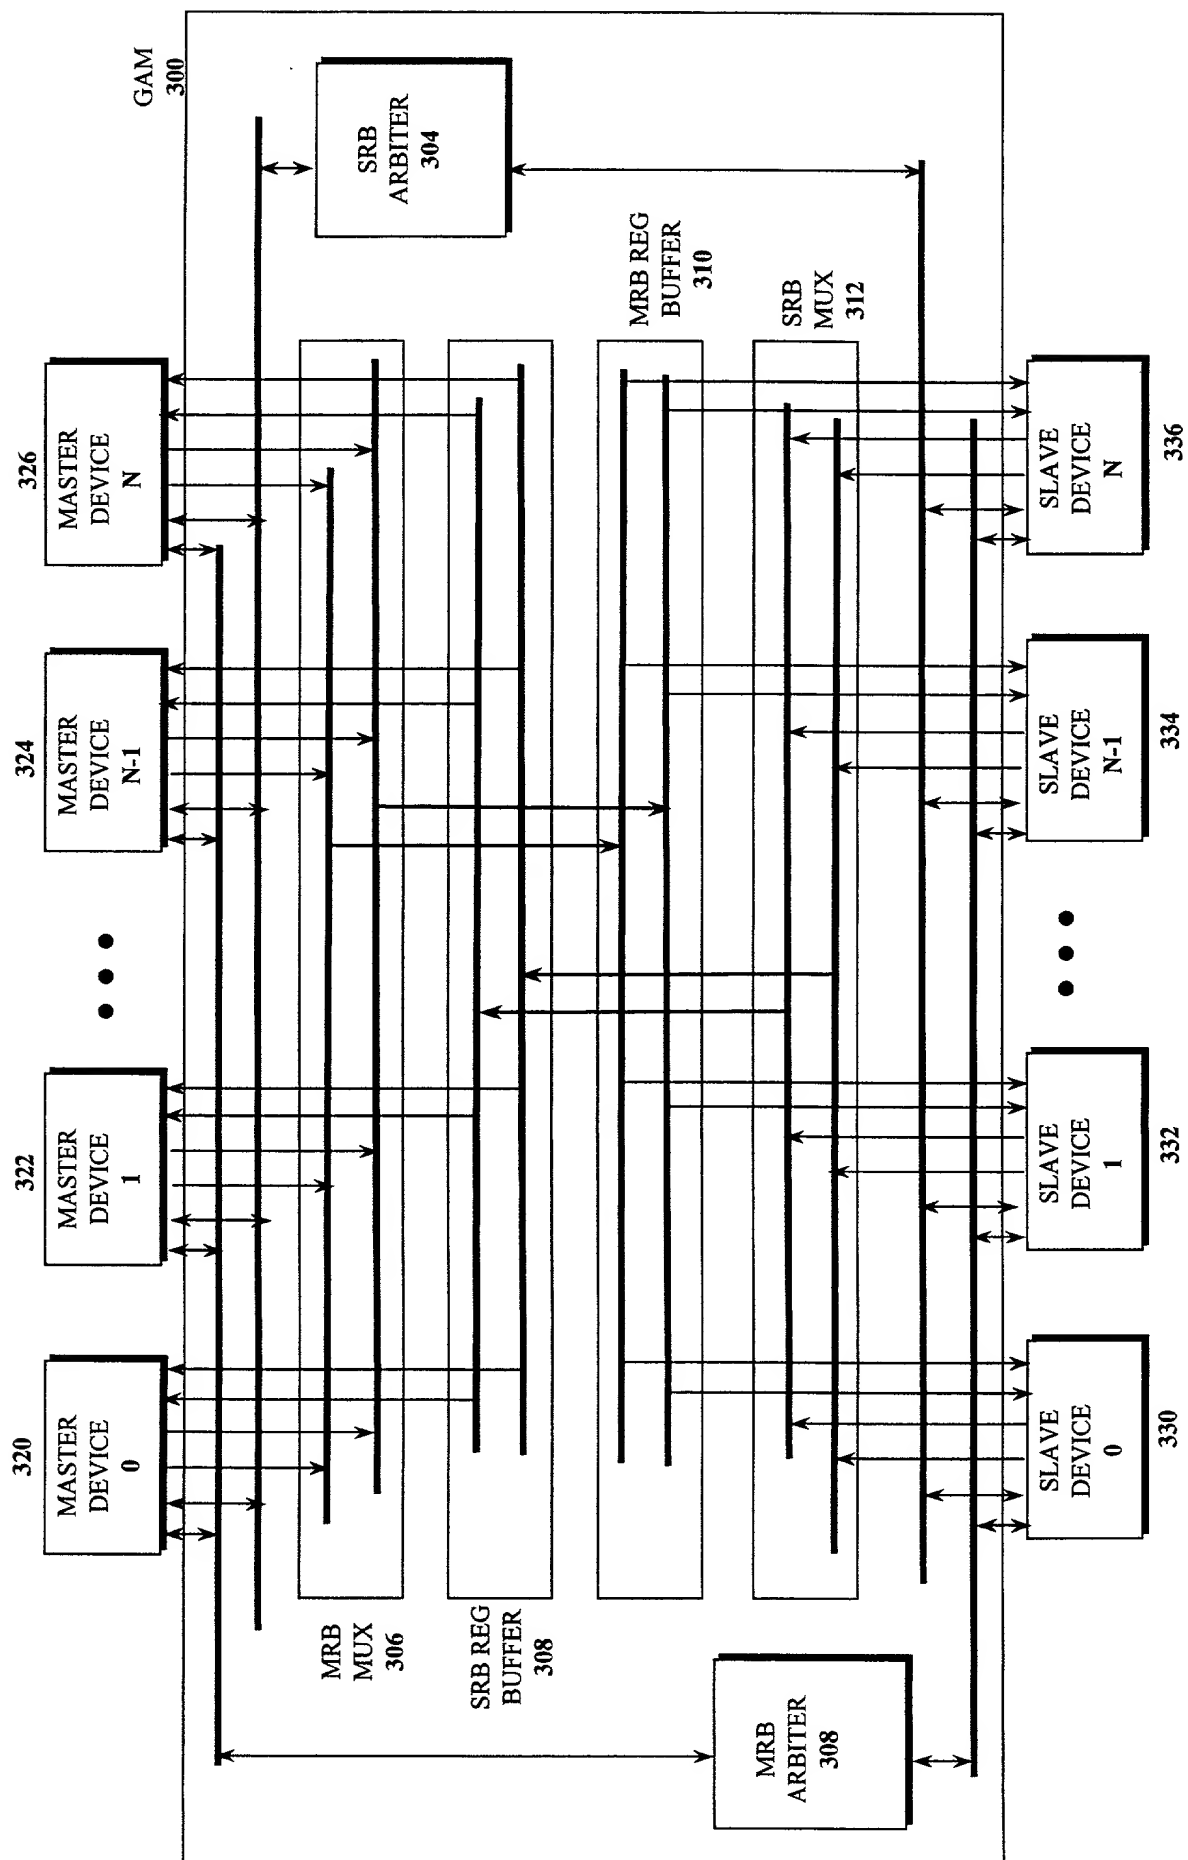 GAM
300
326
MASTER
DEVICE
N
324
MASTER
DEVICE
N-1
322
MASTER
DEVICE
1
320
MASTER
DEVICE
0
SRB
ARBITER
304
MRB
MUX
306
SRB REG
BUFFER
308
MRB REG
BUFFER
310
SRB
MUX
312
MRB
ARBITER
308
SLAVE
DEVICE
N
336
SLAVE
DEVICE
N-1
334
SLAVE
DEVICE
1
332
SLAVE
DEVICE
0
330